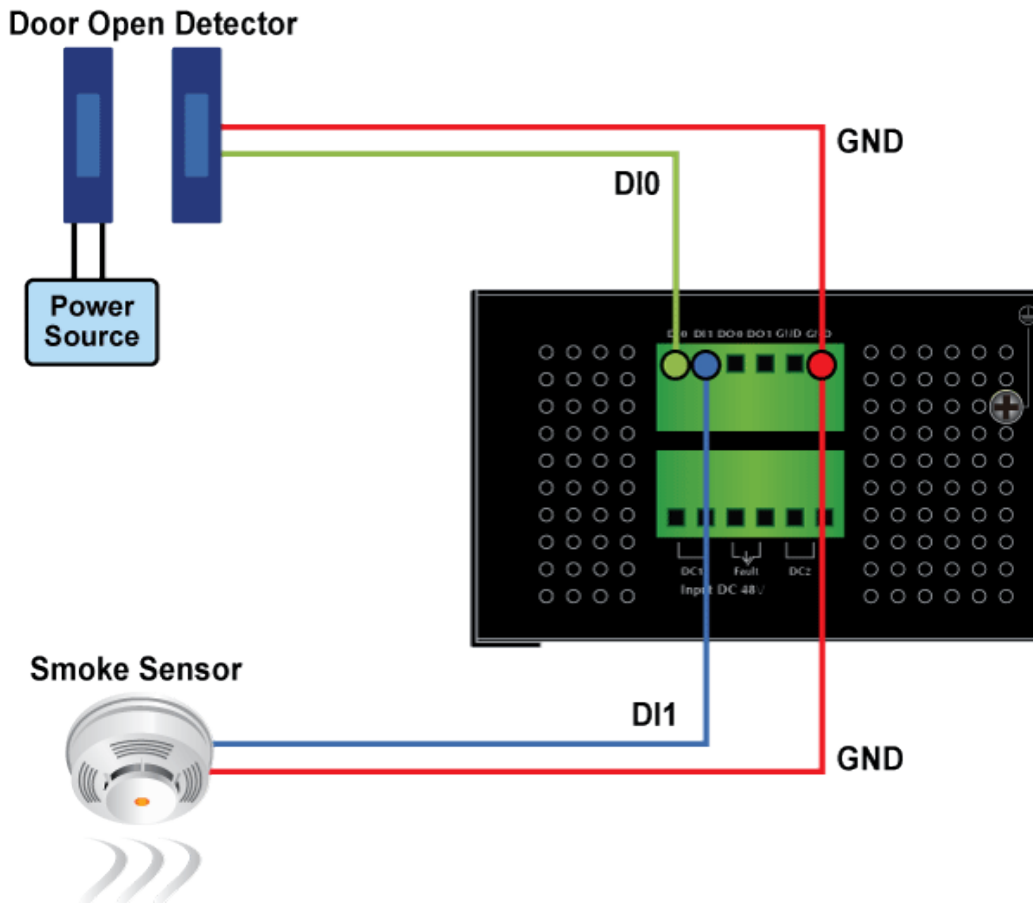 Door Open Detector
GND
DI0
Power
Source
DI0 DI1 DO0 DO1 GND GND
DC1 Fault DC2
Input DC 48V
Smoke Sensor
DI1
GND